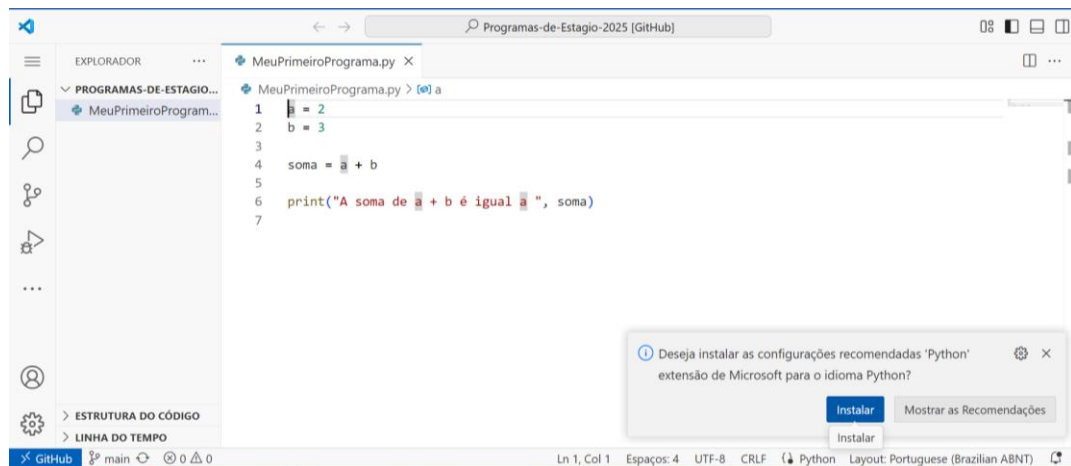 Programas-de-Estagio-2025 [GitHub]
EXPLORADOR ...
MeuPrimeiroPrograma.py
PROGRAMAS-DE-ESTAGIO...
MeuPrimeiroProgram...
MeuPrimeiroPrograma.py > a
1 a = 2
2 b = 3
3
4 soma = a + b
5
6 print("A soma de a + b é igual a ", soma)
7
Deseja instalar as configurações recomendadas 'Python'
extensão de Microsoft para o idioma Python?
Instalar
Mostrar as Recomendações
Instalar
ESTRUTURA DO CÓDIGO
LINHA DO TEMPO
GitHub main 0 0 Ln 1, Col 1 Espaços: 4 UTF-8 CRLF Python Layout: Portuguese (Brazilian ABNT)